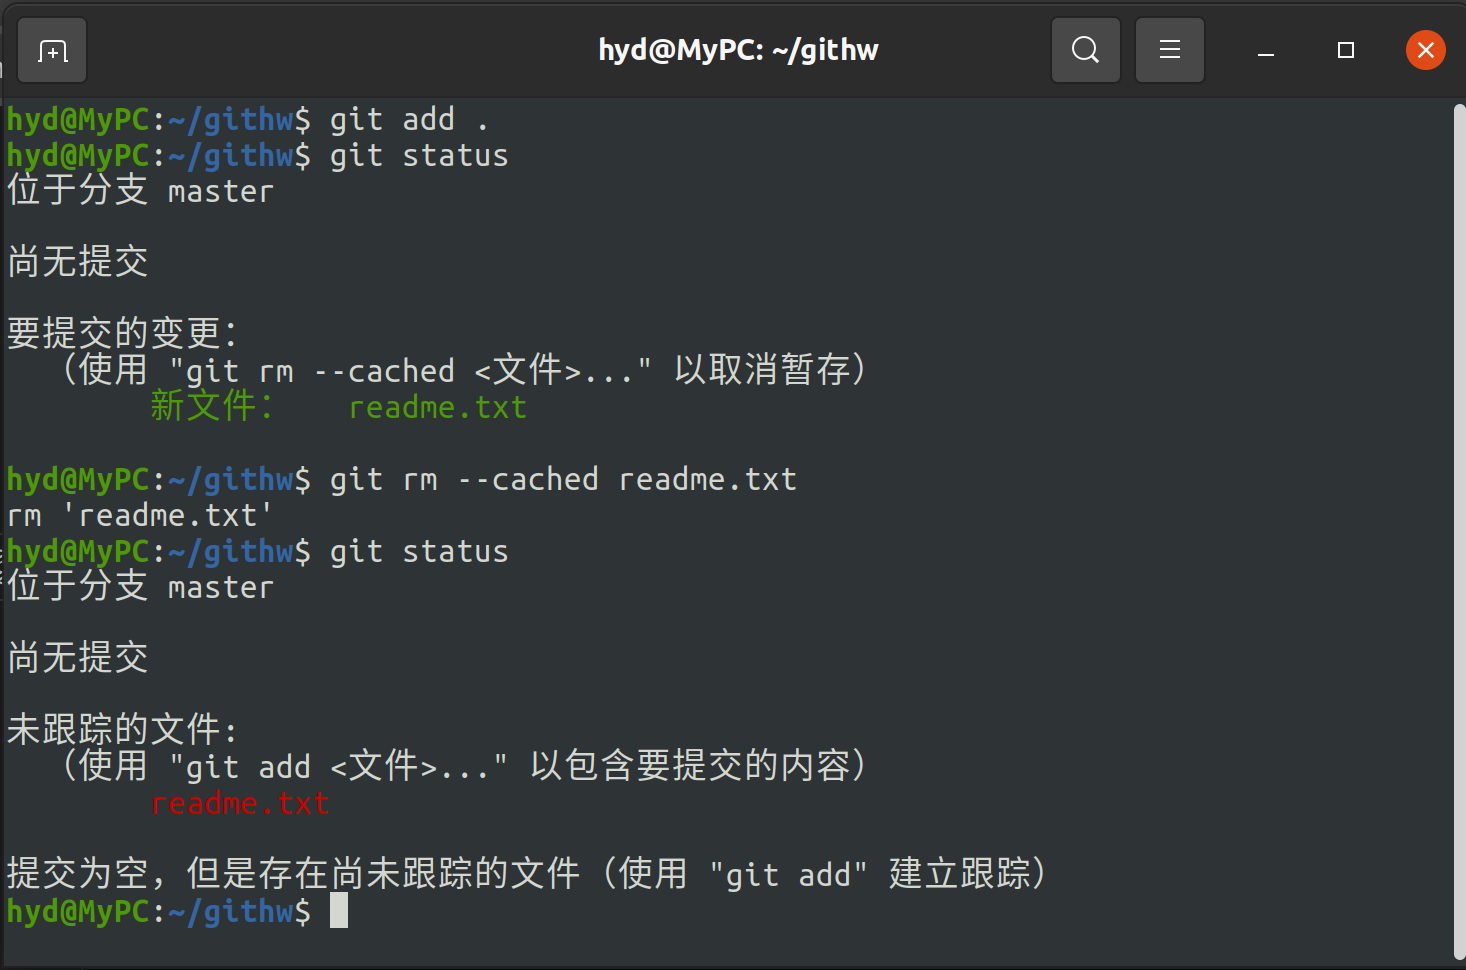 hyd@MyPC: ~/githw
hyd@MyPC:~/githw$ git add .
hyd@MyPC:~/githw$ git status
位于分支 master
尚无提交
要提交的变更：
（使用 "git rm --cached <文件>..." 以取消暂存）
新文件： readme.txt
hyd@MyPC:~/githw$ git rm --cached readme.txt
rm 'readme.txt'
hyd@MyPC:~/githw$ git status
位于分支 master
尚无提交
未跟踪的文件:
（使用 "git add <文件>..." 以包含要提交的内容）
readme.txt
提交为空，但是存在尚未跟踪的文件（使用 "git add" 建立跟踪）
hyd@MyPC:~/githw$